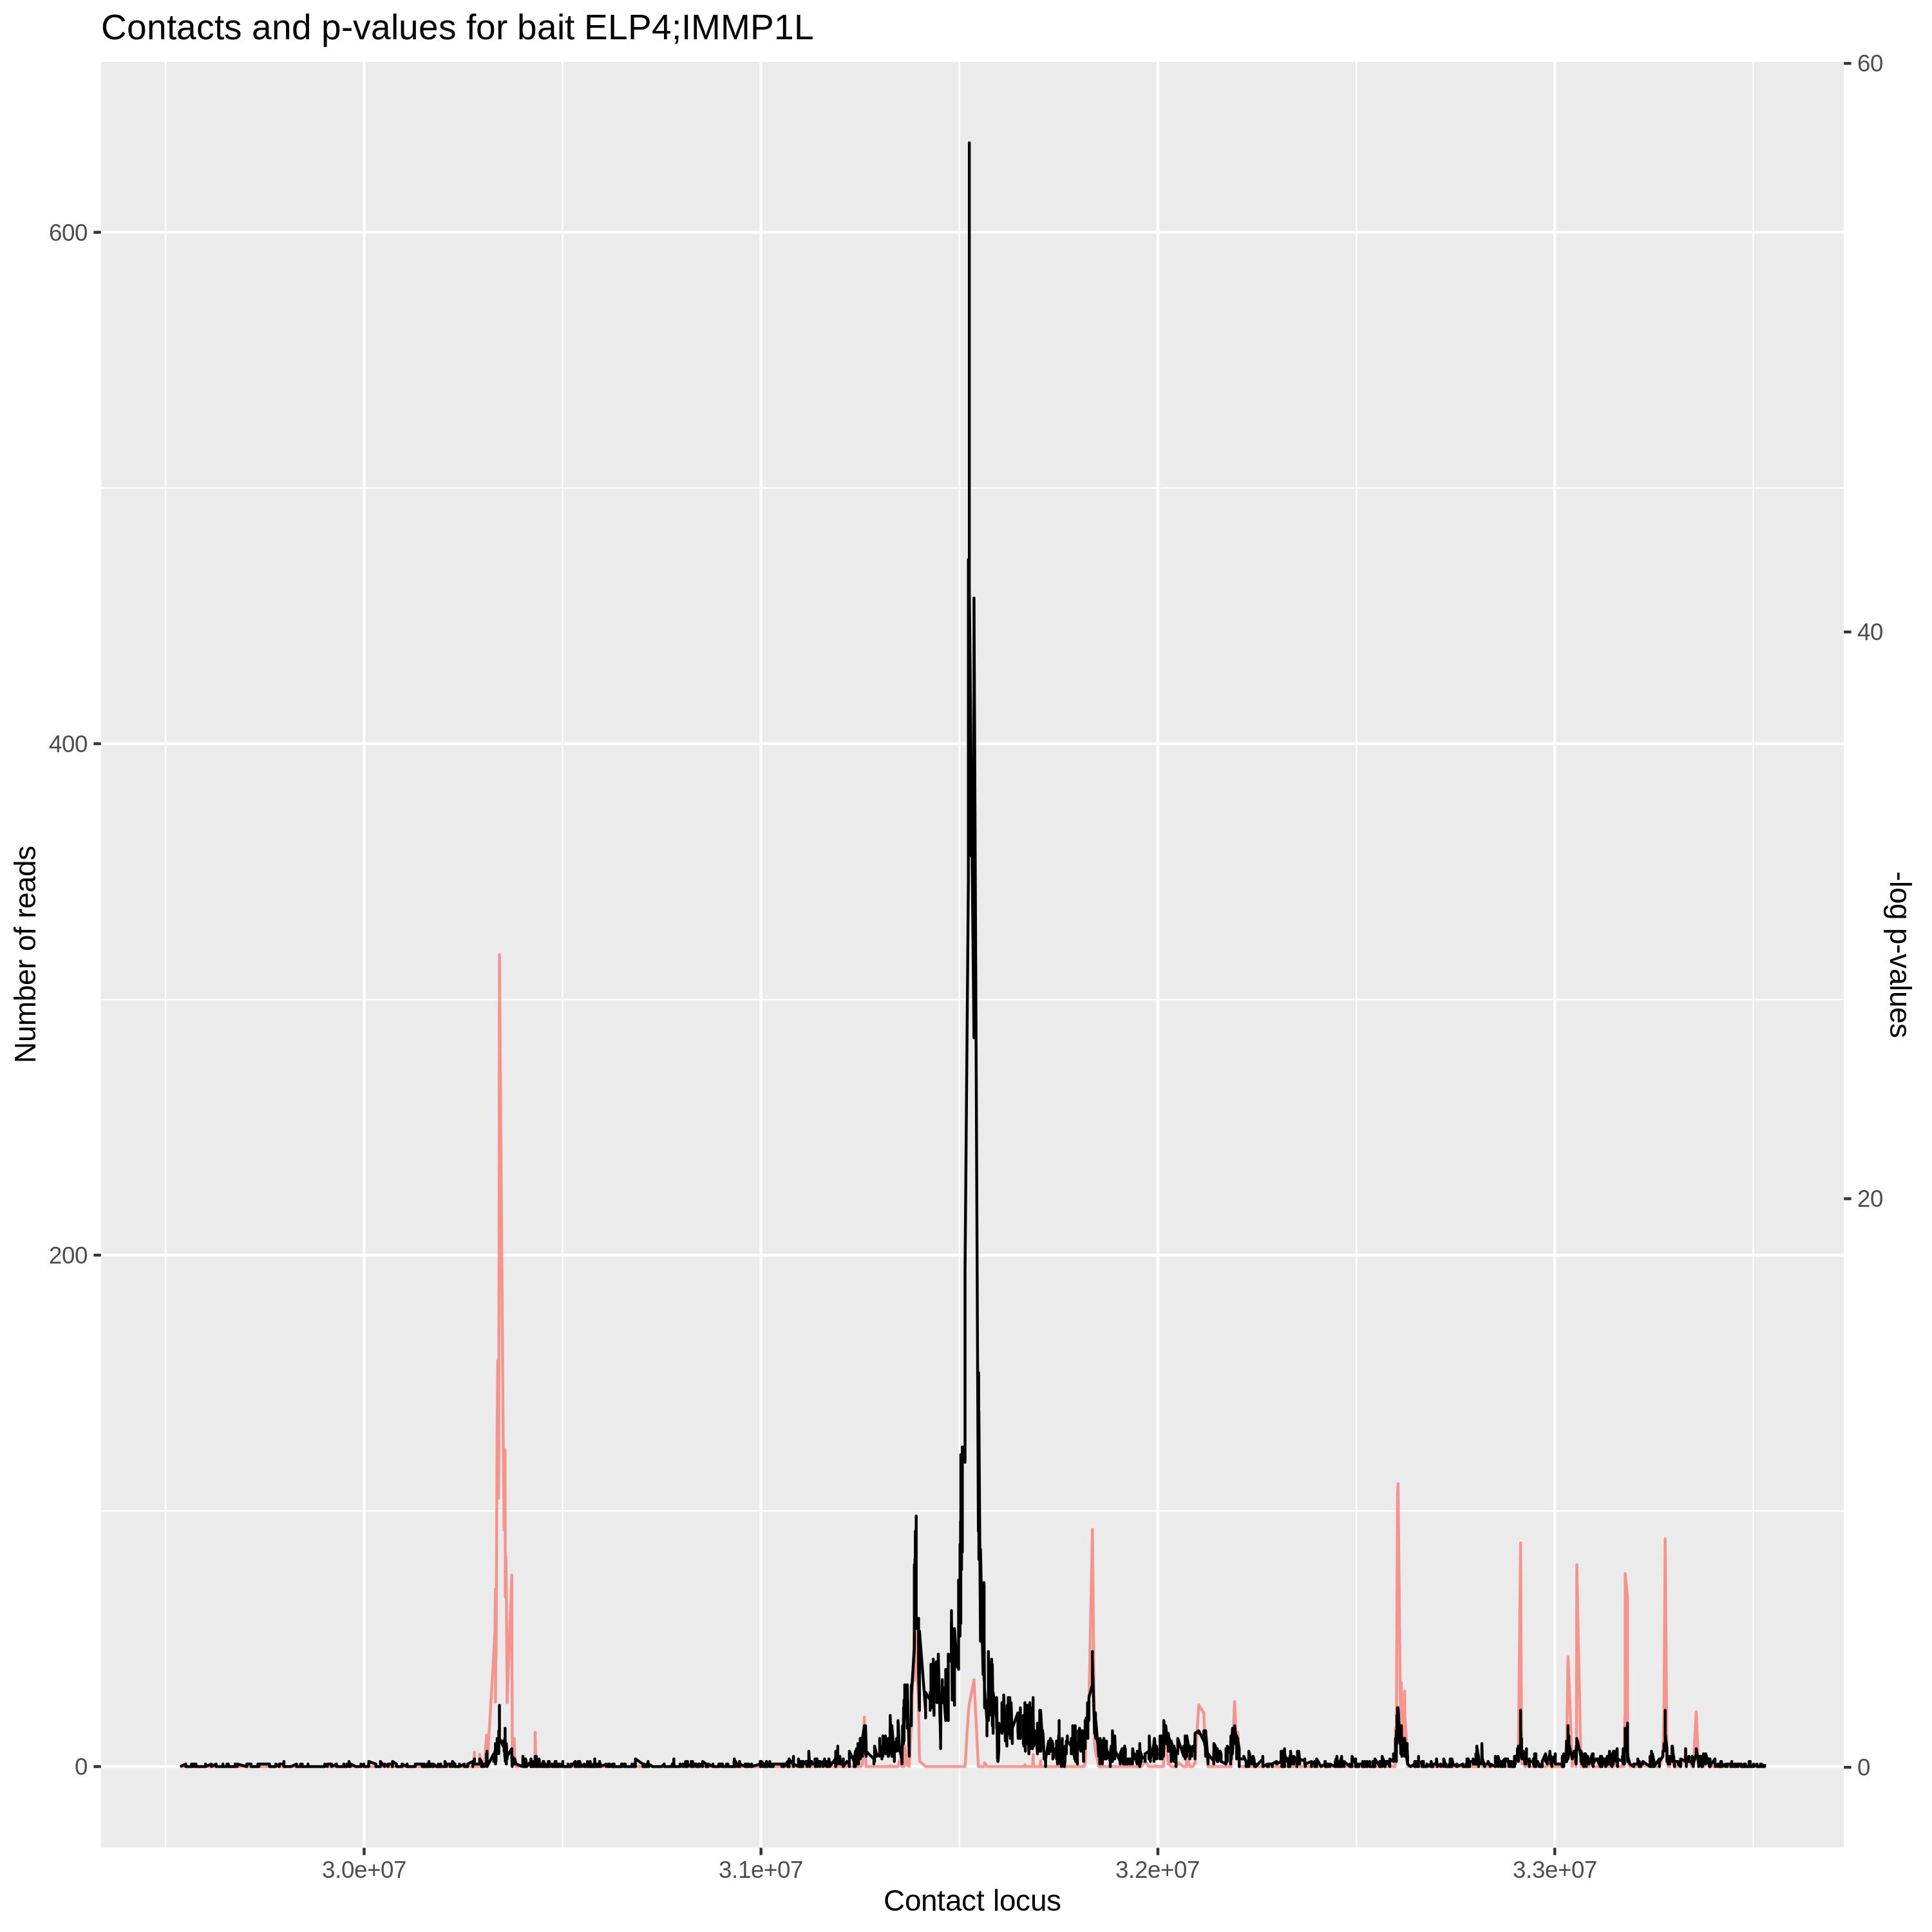 Contacts and p-values for bait ELP4;IMMP1L
60
600
40
400
Number of reads
-log p-values
20
200
0
0
3.0e+07
3.1e+07
3.2e+07
3.3e+07
Contact locus